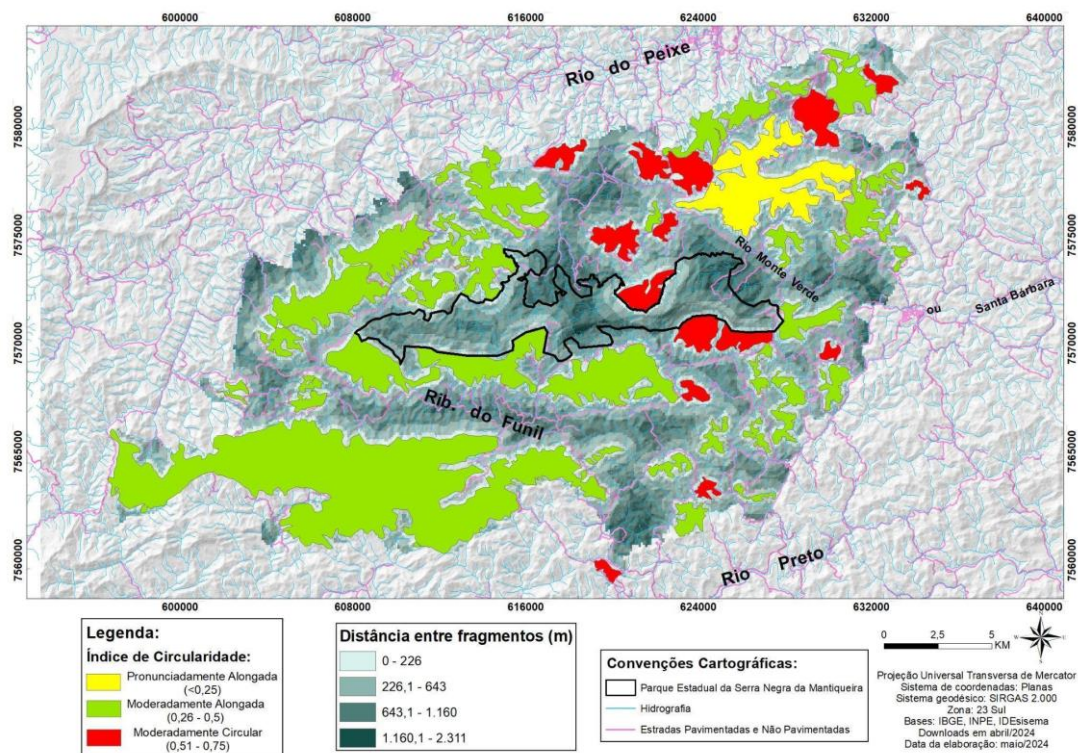 600000 608000 616000 624000 632000 640000
Rio do Peixe
7580000 7580000
7575000 7575000
Rio Monte Verde
ou Santa Bárbara
7570000 7570000
Rib. do Funil
7565000 7565000
Rio Preto
7560000 7560000
600000 608000 616000 624000 632000 640000
Legenda:
Índice de Circularidade:
Pronunciadamente Alongada
(<0,25)
Moderadamente Alongada
(0,26 - 0,5)
Moderadamente Circular
(0,51 - 0,75)
Distância entre fragmentos (m)
0 - 226
226,1 - 643
643,1 - 1.160
1.160,1 - 2.311
Convenções Cartográficas:
Parque Estadual da Serra Negra da Mantiqueira
Hidrografia
Estradas Pavimentadas e Não Pavimentadas
0 2,5 5
KM
N
W E
S
Projeção Universal Transversa de Mercator
Sistema de coordenadas: Planas
Sistema geodésico: SIRGAS 2.000
Zona: 23 Sul
Bases: IBGE, INPE, IDEsisema
Downloads em abril/2024
Data da elaboração: maio/2024